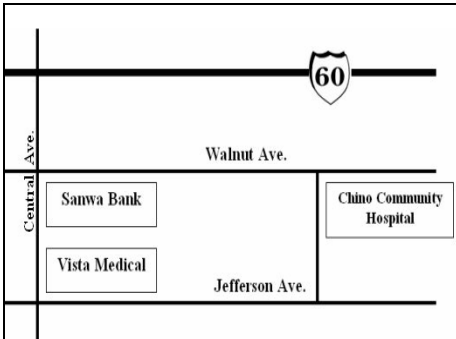 60
Walnut Ave.
Central Ave.
Sanwa Bank
Chino Community
Hospital
Vista Medical
Jefferson Ave.